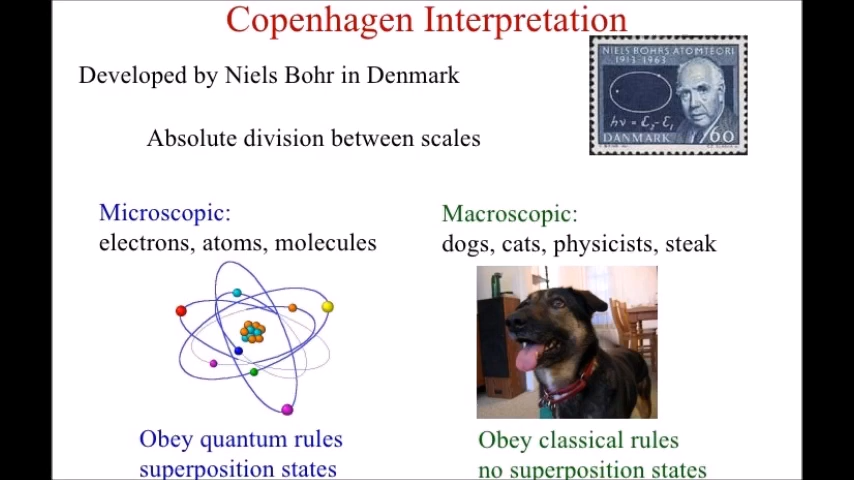 Copenhagen Interpretation
Developed by Niels Bohr in Denmark
NIELS BOHRS ATOMTEORI
1913-1963
hν = ε₂-ε₁
DANMARK
60
Absolute division between scales
Microscopic:
electrons, atoms, molecules
Macroscopic:
dogs, cats, physicists, steak
Obey quantum rules
superposition states
Obey classical rules
no superposition states